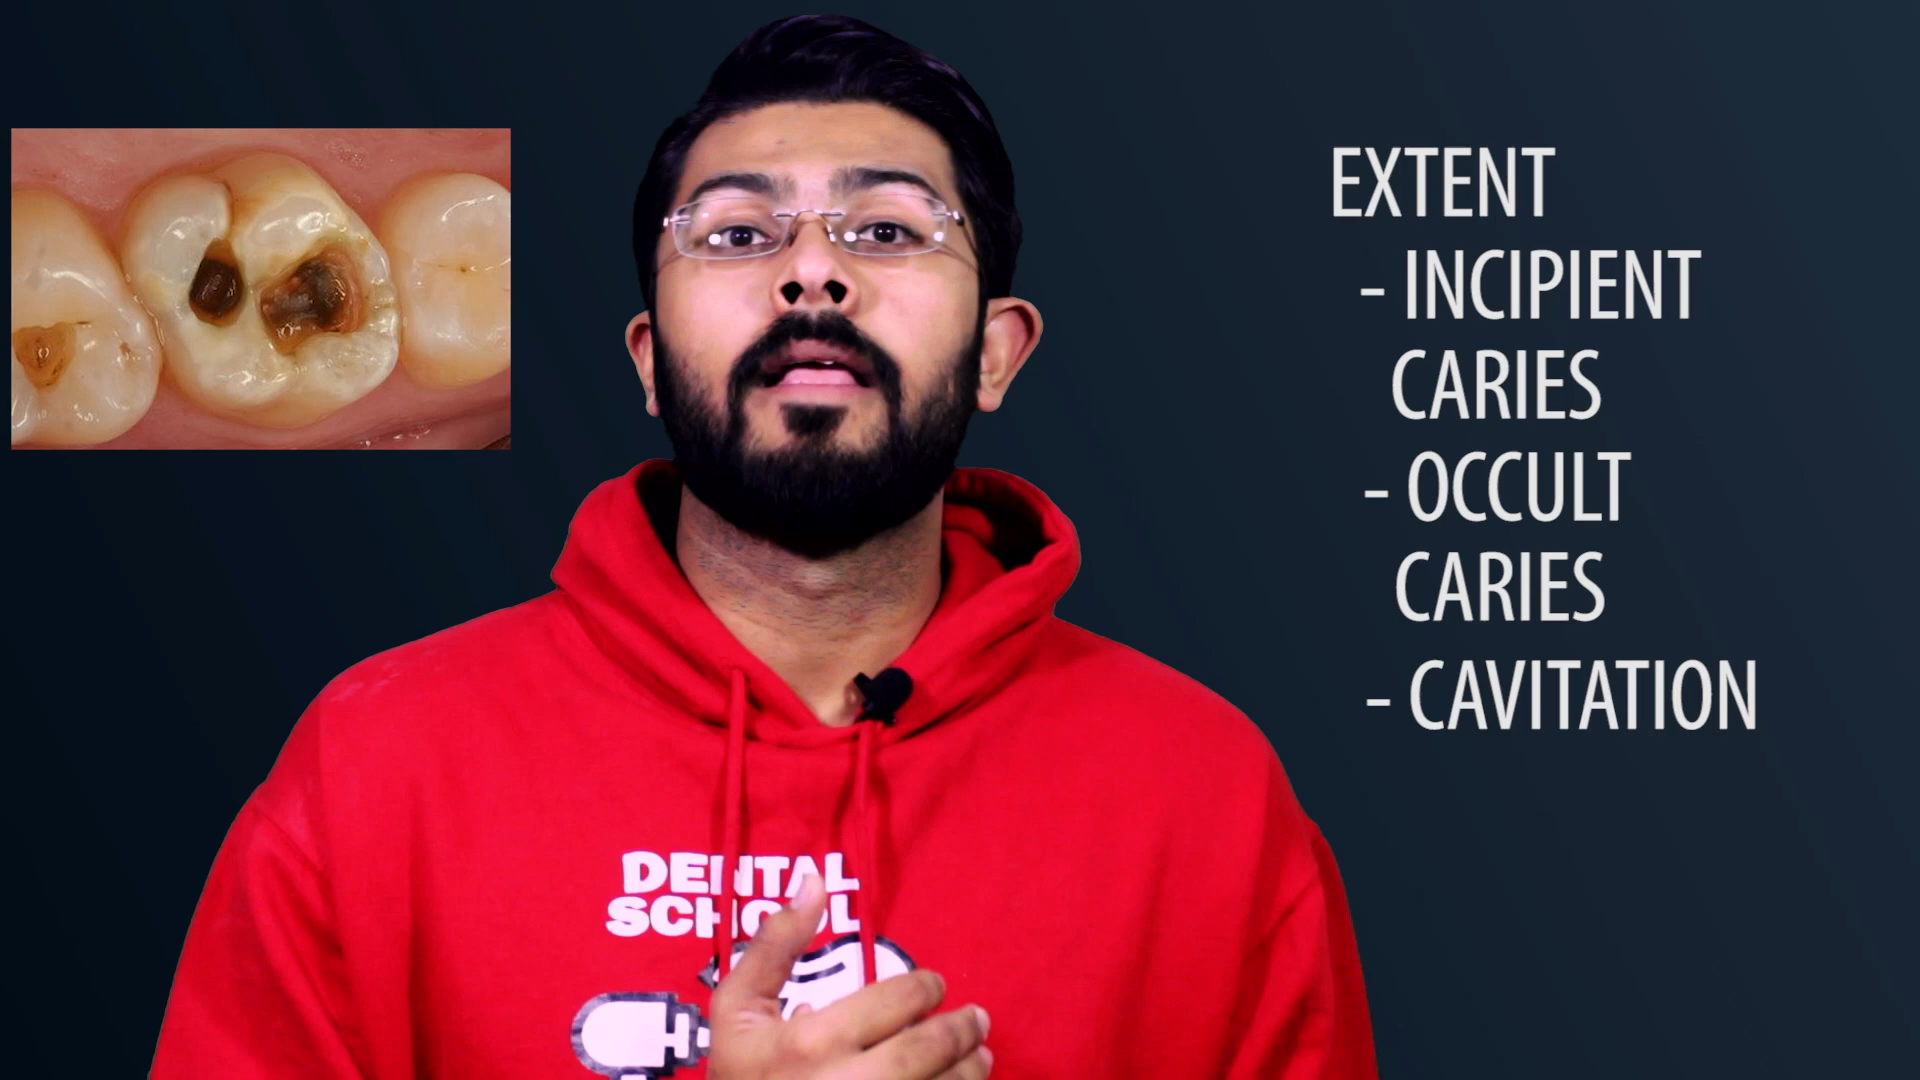 EXTENT
- INCIPIENT
CARIES
- OCCULT
CARIES
- CAVITATION
DENTAL
SCHOOL